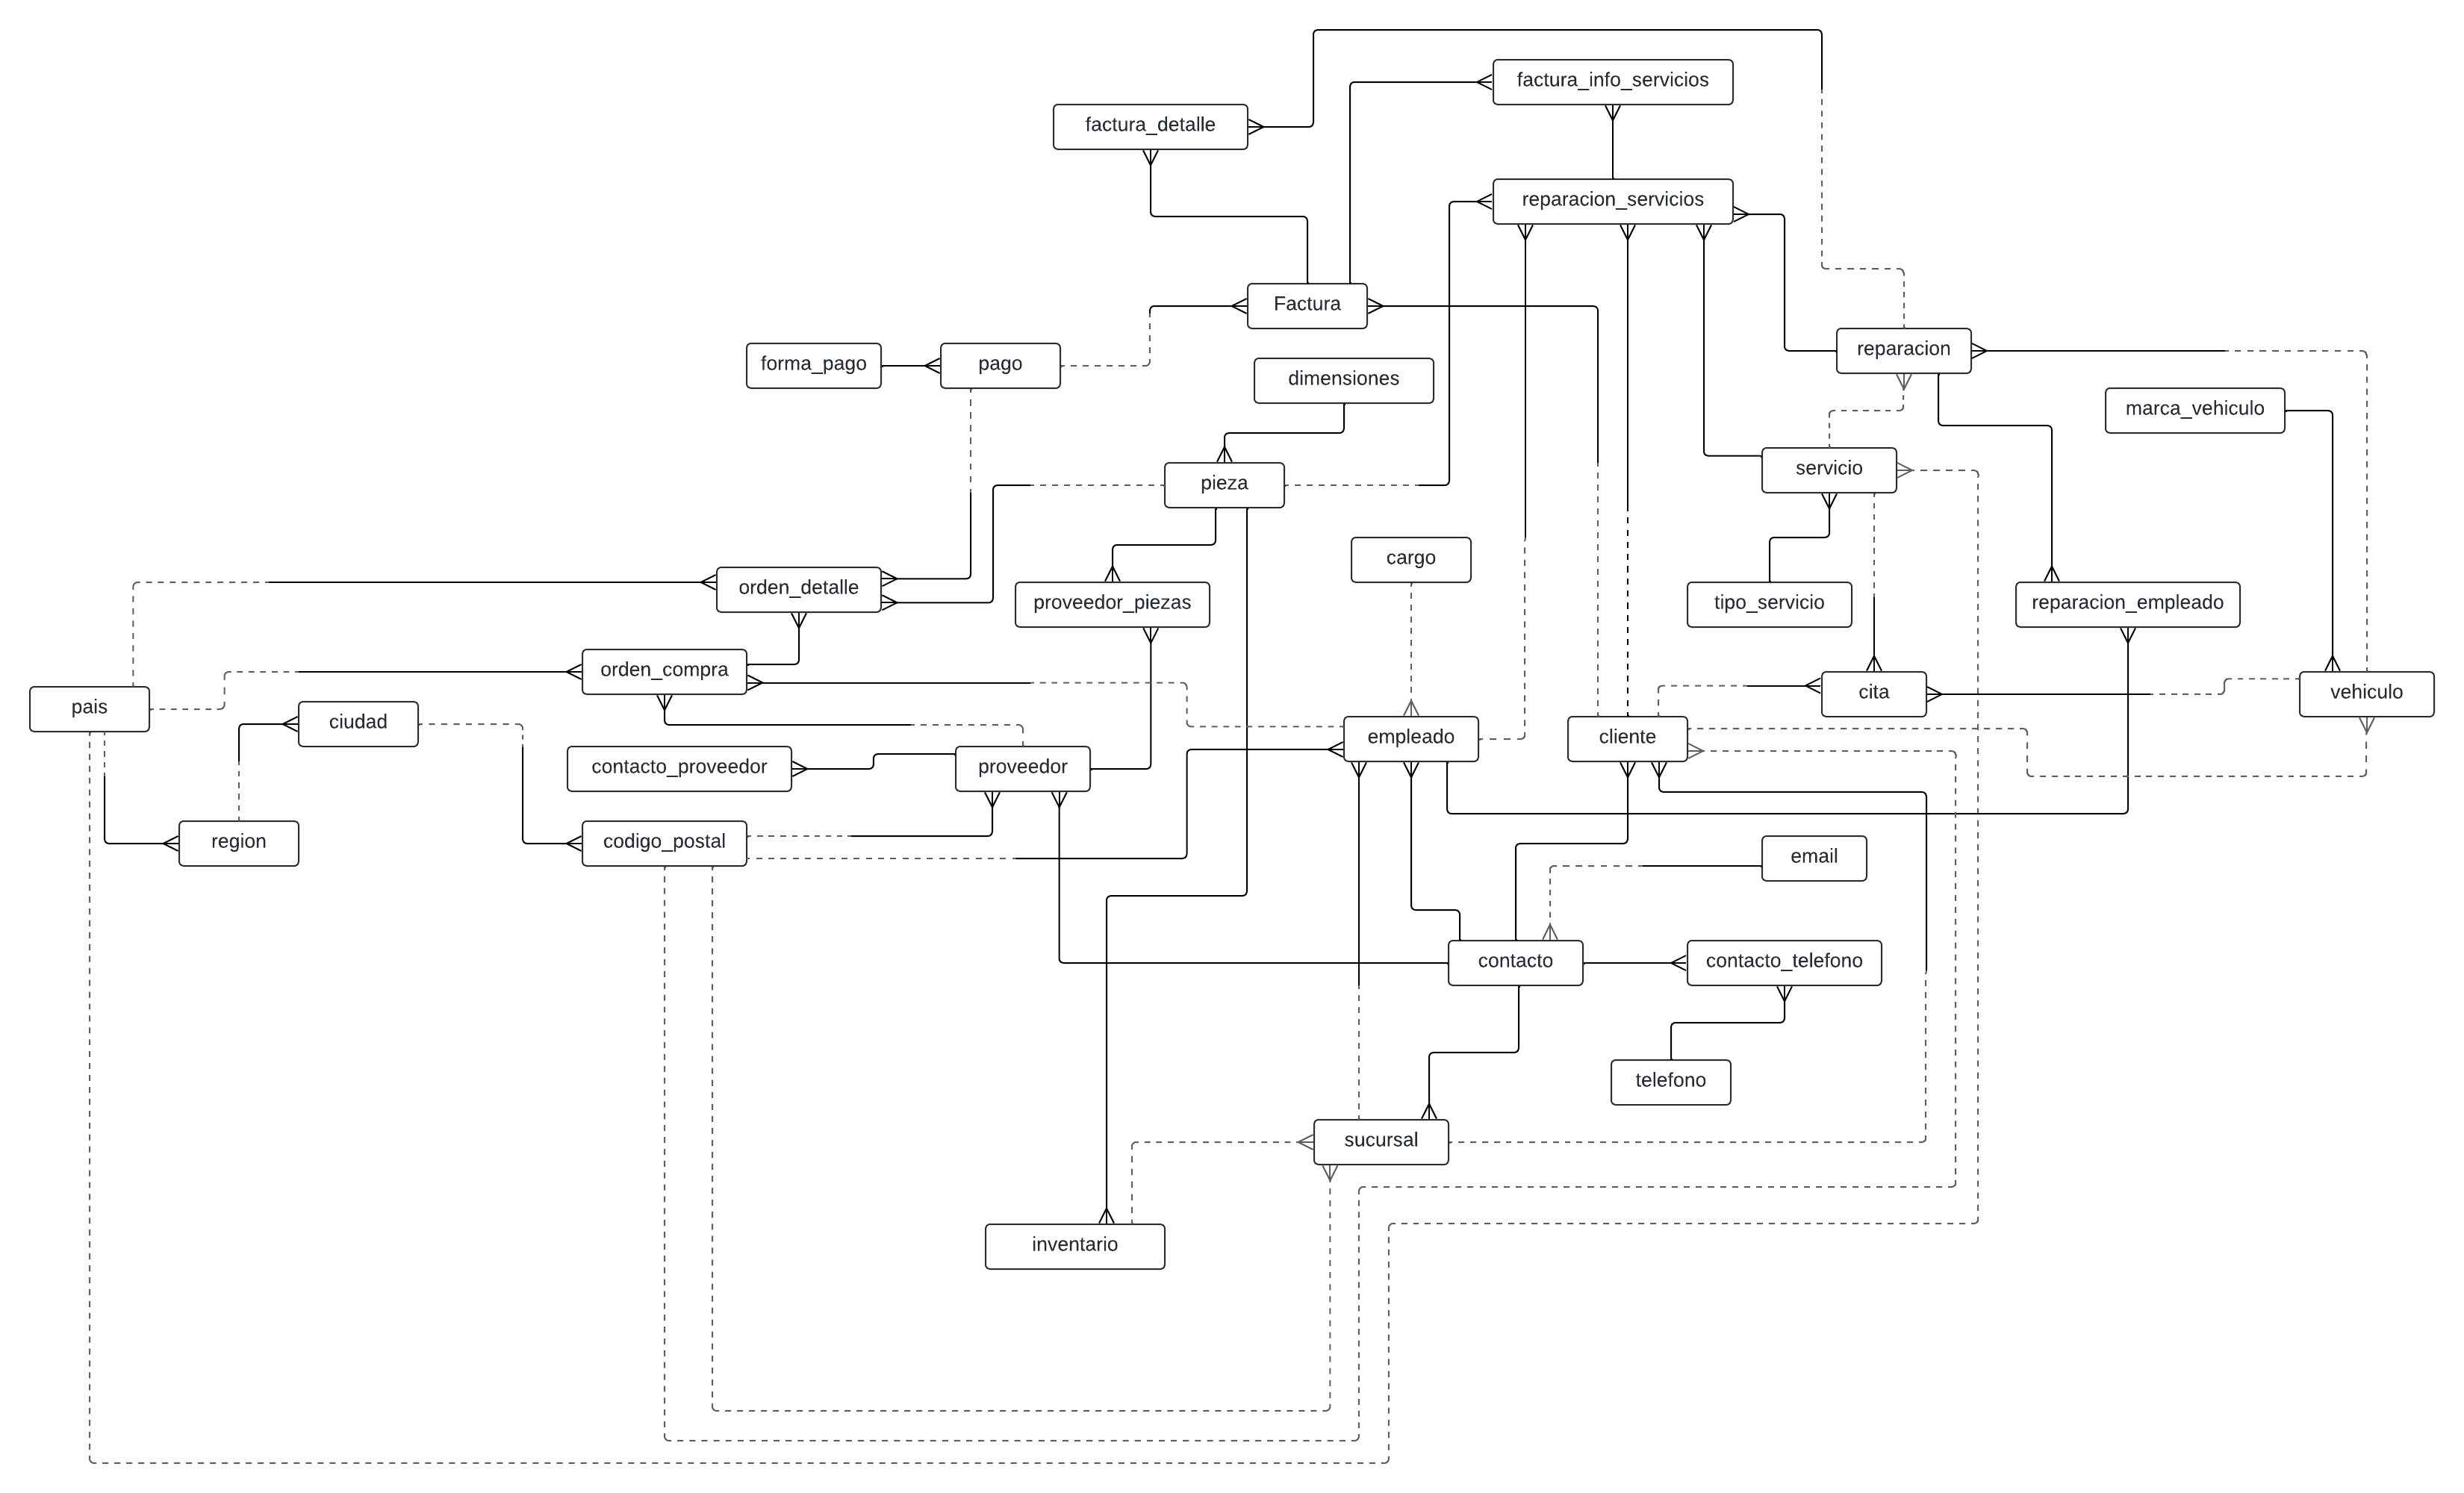 factura_info_servicios
factura_detalle
reparacion_servicios
Factura
reparacion
forma_pago
pago
dimensiones
marca_vehiculo
servicio
pieza
cargo
orden_detalle
proveedor_piezas
tipo_servicio
reparacion_empleado
orden_compra
cita
vehiculo
pais
ciudad
empleado
cliente
contacto_proveedor
proveedor
region
codigo_postal
email
contacto
contacto_telefono
telefono
sucursal
inventario